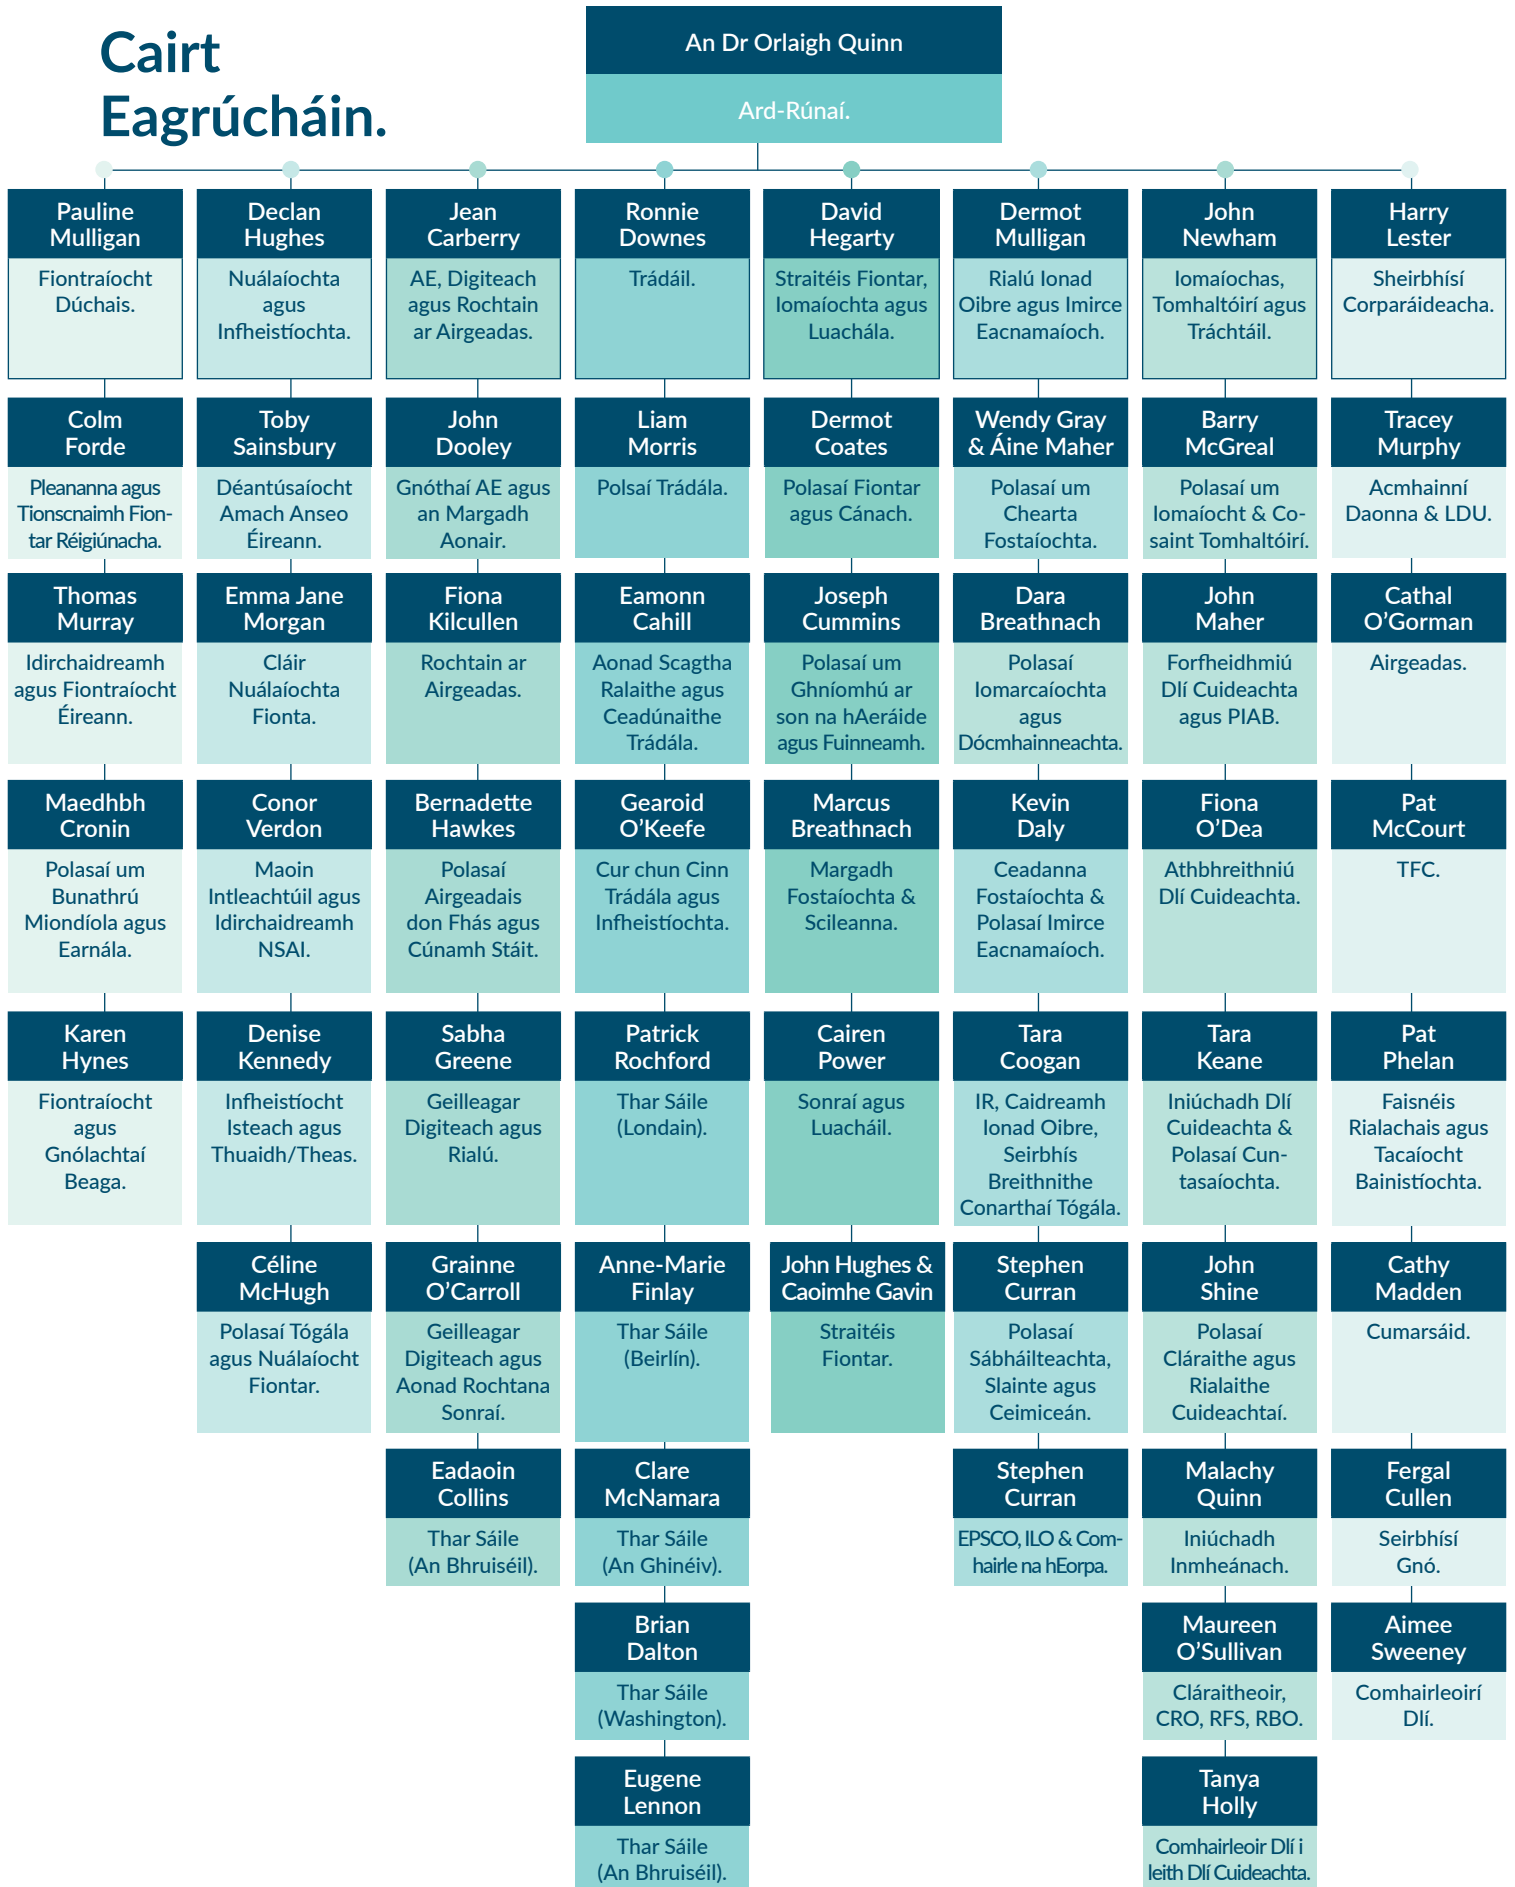 Cairt
Eagrúcháin.
An Dr Orlaigh Quinn
Ard-Rúnaí.
Pauline
Mulligan
Fiontraíocht
Dúchais.
Colm
Forde
Pleananna agus
Tionscnaimh Fion-
tar Réigiúnacha.
Thomas
Murray
Idirchaidreamh
agus Fiontraíocht
Éireann.
Maedhbh
Cronin
Polasaí um
Bunathrú
Miondíola agus
Earnála.
Karen
Hynes
Fiontraíocht
agus
Gnólachtaí
Beaga.
Declan
Hughes
Nuálaíochta
agus
Infheistíochta.
Toby
Sainsbury
Déantúsaíocht
Amach Anseo
Éireann.
Emma Jane
Morgan
Cláir
Nuálaíochta
Fionta.
Conor
Verdon
Maoin
Intleachtúil agus
Idirchaidreamh
NSAI.
Denise
Kennedy
Infheistíocht
Isteach agus
Thuaidh/Theas.
Céline
McHugh
Polasaí Tógála
agus Nuálaíocht
Fiontar.
Jean
Carberry
AE, Digiteach
agus Rochtain
ar Airgeadas.
John
Dooley
Gnóthaí AE agus
an Margadh
Aonair.
Fiona
Kilcullen
Rochtain ar
Airgeadas.
Bernadette
Hawkes
Polasaí
Airgeadais
don Fhás agus
Cúnamh Stáit.
Sabha
Greene
Geilleagar
Digiteach agus
Rialú.
Grainne
O’Carroll
Geilleagar
Digiteach agus
Aonad Rochtana
Sonraí.
Eadaoin
Collins
Thar Sáile
(An Bhruiséil).
Ronnie
Downes
Trádáil.
Liam
Morris
Polsaí Trádála.
Eamonn
Cahill
Aonad Scagtha
Ralaithe agus
Ceadúnaithe
Trádála.
Gearoid
O’Keefe
Cur chun Cinn
Trádála agus
Infheistíochta.
Patrick
Rochford
Thar Sáile
(Londain).
Anne-Marie
Finlay
Thar Sáile
(Beirlín).
Clare
McNamara
Thar Sáile
(An Ghinéiv).
Brian
Dalton
Thar Sáile
(Washington).
Eugene
Lennon
Thar Sáile
(An Bhruiséil).
David
Hegarty
Straitéis Fiontar,
Iomaíochta agus
Luachála.
Dermot
Coates
Polasaí Fiontar
agus Cánach.
Joseph
Cummins
Polasaí um
Ghníomhú ar
son na hAeráide
agus Fuinneamh.
Marcus
Breathnach
Margadh
Fostaíochta &
Scileanna.
Cairen
Power
Sonraí agus
Luacháil.
John Hughes &
Caoimhe Gavin
Straitéis
Fiontar.
Dermot
Mulligan
Rialú Ionad
Oibre agus Imirce
Eacnamaíoch.
Wendy Gray
& Áine Maher
Polasaí um
Chearta
Fostaíochta.
Dara
Breathnach
Polasaí
Iomarcaíochta
agus
Dócmhainneachta.
Kevin
Daly
Ceadanna
Fostaíochta &
Polasaí Imirce
Eacnamaíoch.
Tara
Coogan
IR, Caidreamh
Ionad Oibre,
Seirbhís
Breithnithe
Conarthaí Tógála.
Stephen
Curran
Polasaí
Sábháilteachta,
Slainte agus
Ceimiceán.
Stephen
Curran
EPSCO, ILO & Com-
hairle na hEorpa.
John
Newham
Iomaíochas,
Tomhaltóirí agus
Tráchtáil.
Barry
McGreal
Polasaí um
Iomaíocht & Co-
saint Tomhaltóirí.
John
Maher
Forfheidhmiú
Dlí Cuideachta
agus PIAB.
Fiona
O’Dea
Athbhreithniú
Dlí Cuideachta.
Tara
Keane
Iniúchadh Dlí
Cuideachta &
Polasaí Cun-
tasaíochta.
John
Shine
Polasaí
Cláraithe agus
Rialaithe
Cuideachtaí.
Malachy
Quinn
Iniúchadh
Inmheánach.
Maureen
O’Sullivan
Cláraitheoir,
CRO, RFS, RBO.
Tanya
Holly
Comhairleoir Dlí i
leith Dlí Cuideachta.
Harry
Lester
Sheirbhísí
Corparáideacha.
Tracey
Murphy
Acmhainní
Daonna & LDU.
Cathal
O’Gorman
Airgeadas.
Pat
McCourt
TFC.
Pat
Phelan
Faisnéis
Rialachais agus
Tacaíocht
Bainistíochta.
Cathy
Madden
Cumarsáid.
Fergal
Cullen
Seirbhísí
Gnó.
Aimee
Sweeney
Comhairleoirí
Dlí.